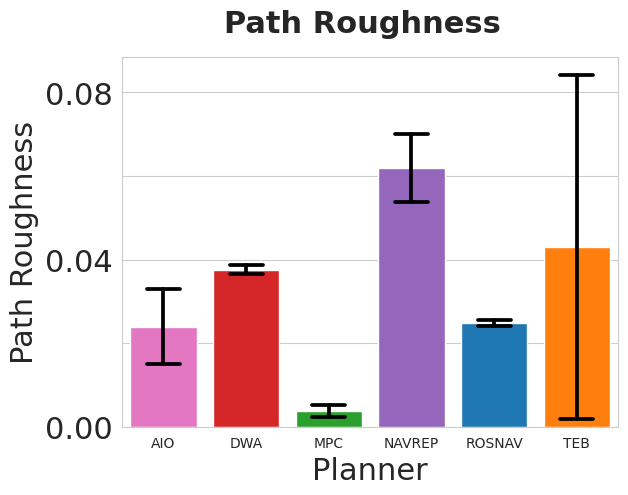 Path Roughness
Path Roughness
0.08
0.04
0.00
AIO DWA MPC NAVREP ROSNAV TEB
Planner